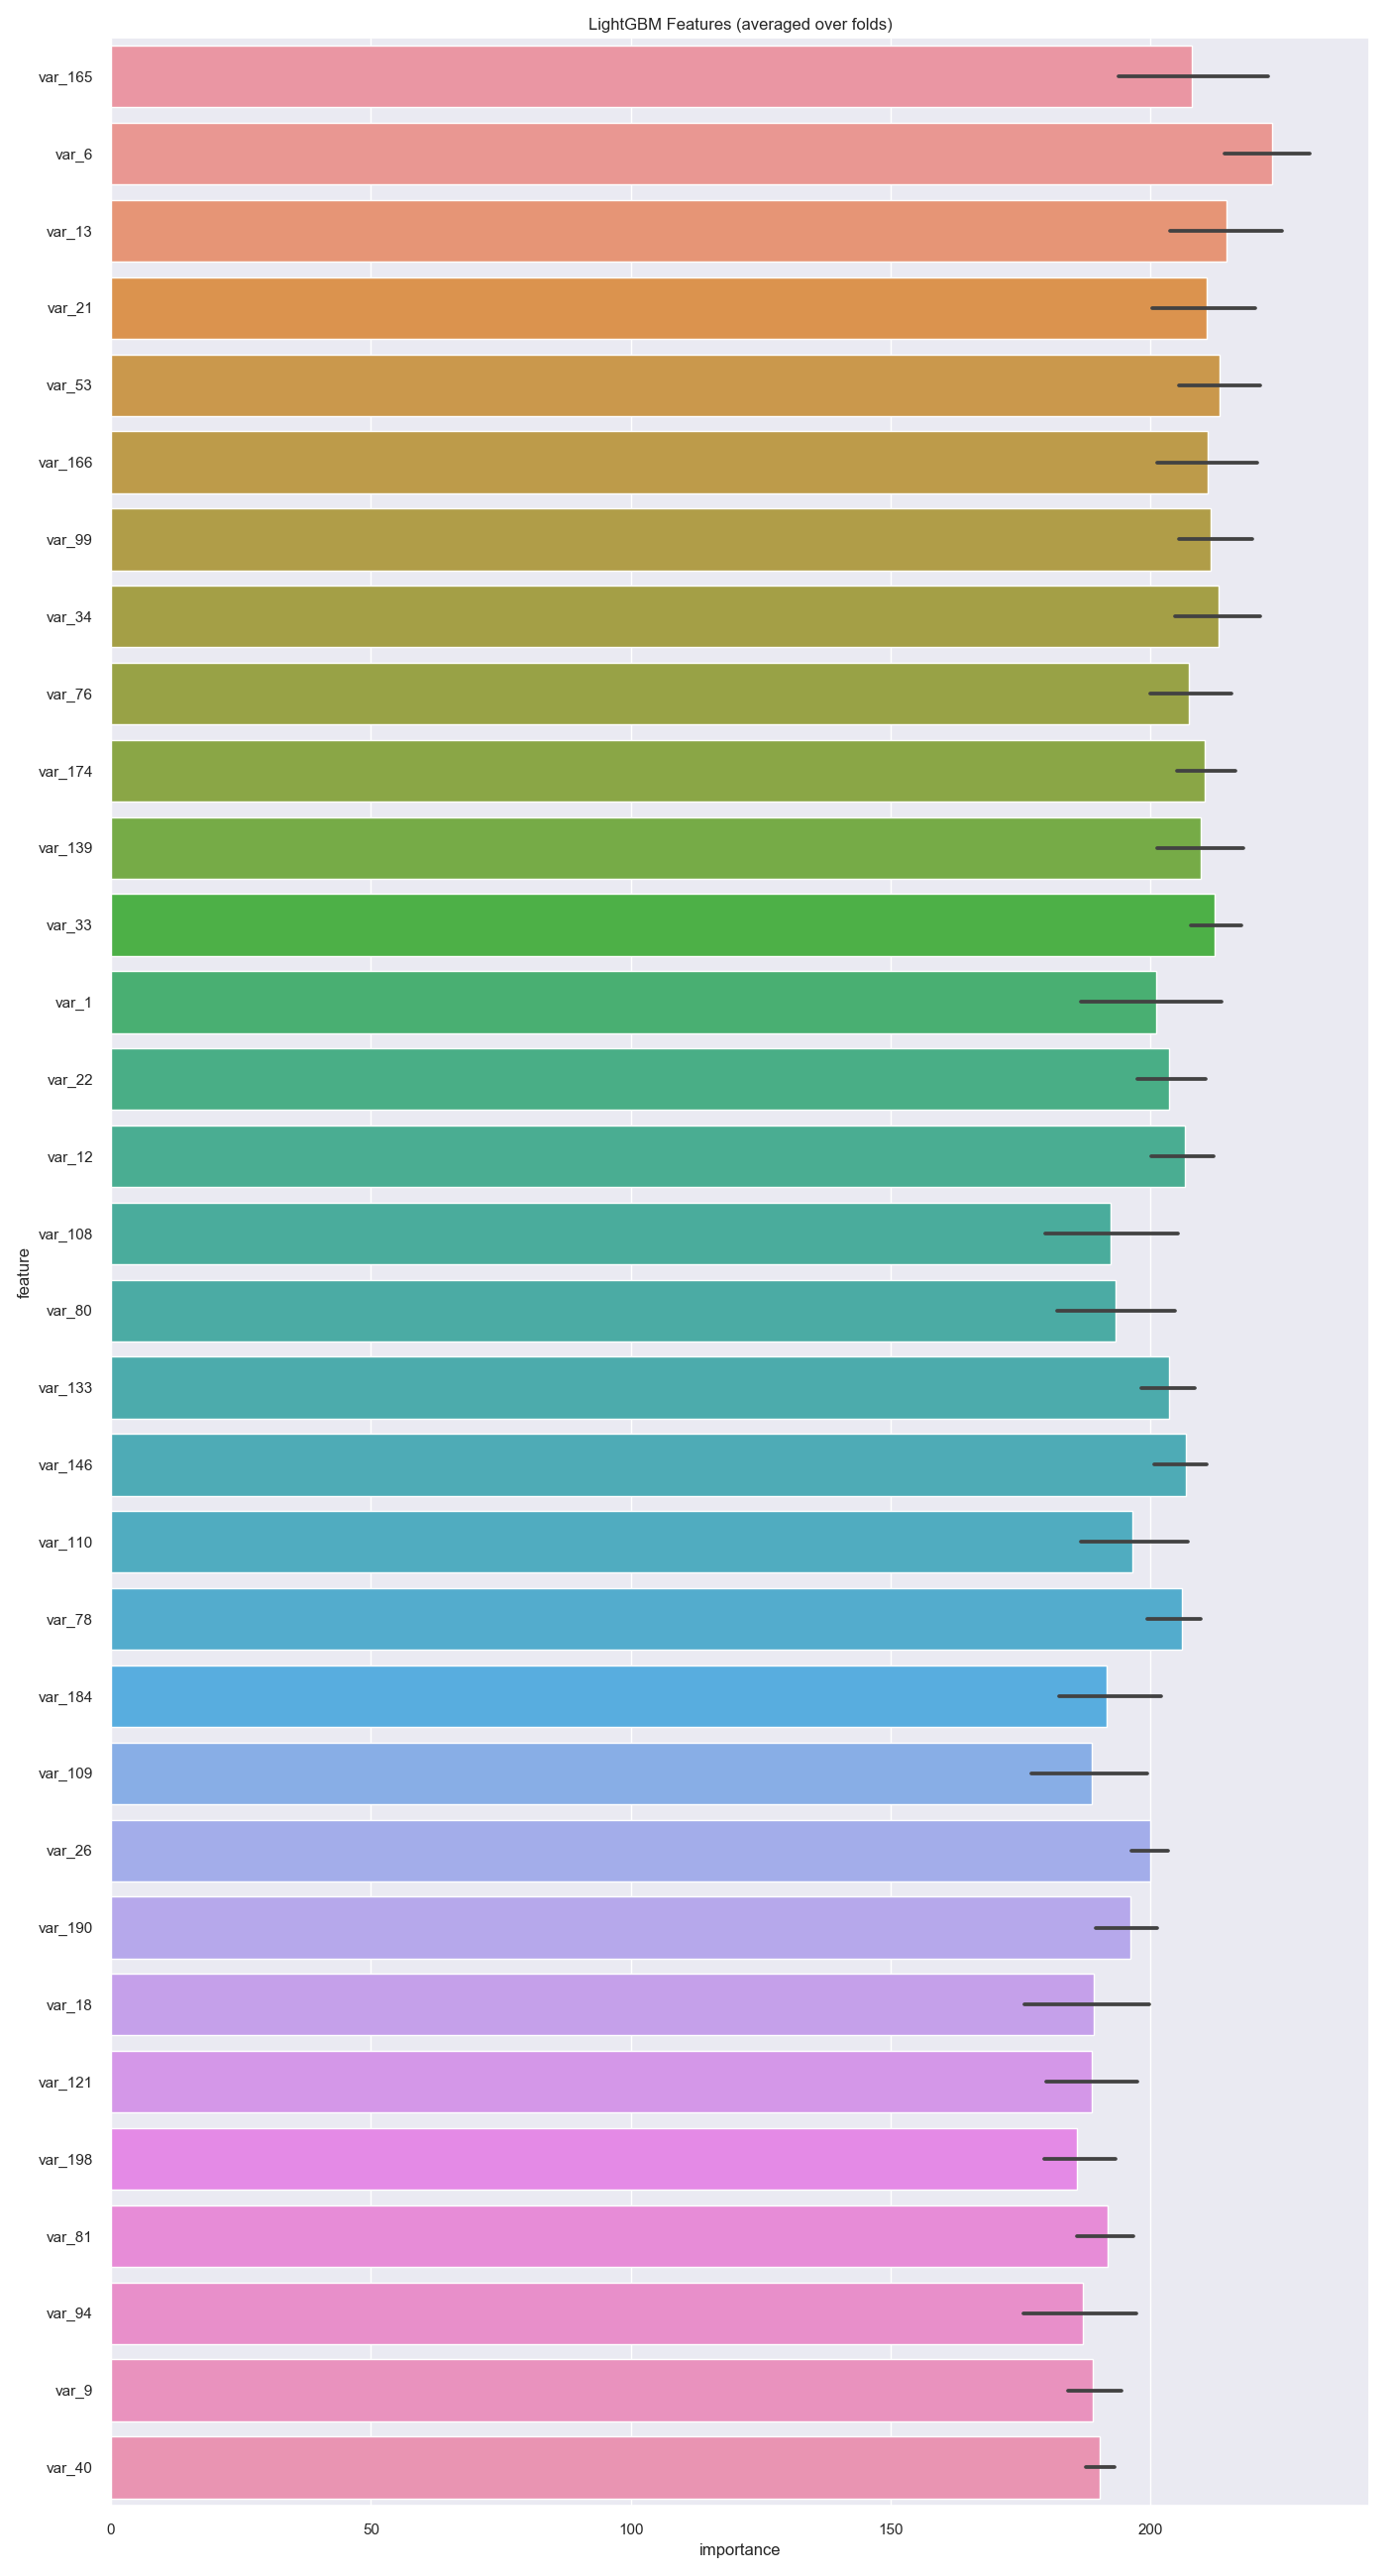 LightGBM Features (averaged over folds)
var_165
var_6
var_13
var_21
var_53
var_166
var_99
var_34
var_76
var_174
var_139
var_33
var_1
var_22
var_12
var_108
var_80
var_133
var_146
var_110
var_78
var_184
var_109
var_26
var_190
var_18
var_121
var_198
var_81
var_94
var_9
var_40
feature
0 50 100 150 200
importance